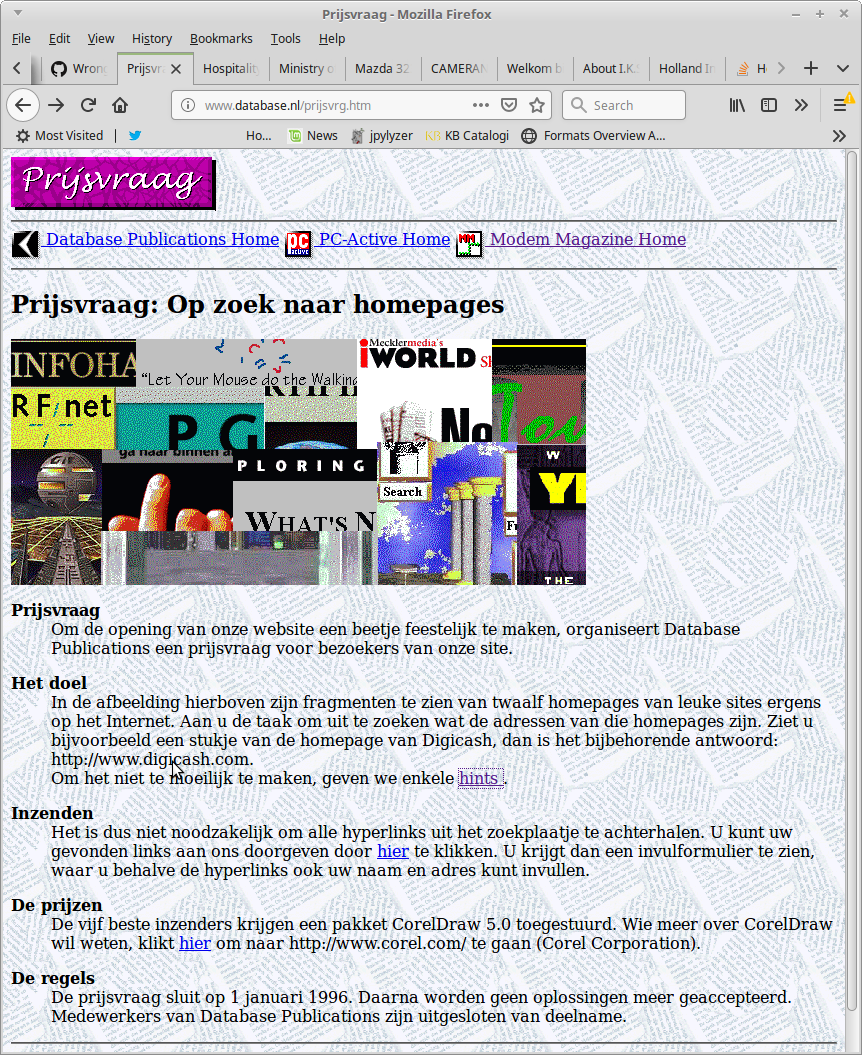 Prijsvraag - Mozilla Firefox
File Edit View History Bookmarks Tools Help
Wrong Prijsvr Hospitality Ministry o Mazda 32 CAMERAN Welkom b About I.K. Holland In H
www.database.nl/prijsvrg.htm Search
Most Visited Ho... News jpylyzer KB KB Catalogi Formats Overview A...
Prijsvraag
Database Publications Home PC active PC-Active Home MM Modem Magazine Home
Prijsvraag: Op zoek naar homepages
Mecklermedia's
INFOHA iWORLD
“Let Your Mouse do the Walkin
RF/net
PG No
ga naar binnen
PLORING W
Search YI
WHAT'S N
Fr
THE
Prijsvraag
Om de opening van onze website een beetje feestelijk te maken, organiseert Database
Publications een prijsvraag voor bezoekers van onze site.
Het doel
In de afbeelding hierboven zijn fragmenten te zien van twaalf homepages van leuke sites ergens
op het Internet. Aan u de taak om uit te zoeken wat de adressen van die homepages zijn. Ziet u
bijvoorbeeld een stukje van de homepage van Digicash, dan is het bijbehorende antwoord:
http://www.digicash.com.
Om het niet te moeilijk te maken, geven we enkele hints .
Inzenden
Het is dus niet noodzakelijk om alle hyperlinks uit het zoekplaatje te achterhalen. U kunt uw
gevonden links aan ons doorgeven door hier te klikken. U krijgt dan een invulformulier te zien,
waar u behalve de hyperlinks ook uw naam en adres kunt invullen.
De prijzen
De vijf beste inzenders krijgen een pakket CorelDraw 5.0 toegestuurd. Wie meer over CorelDraw
wil weten, klikt hier om naar http://www.corel.com/ te gaan (Corel Corporation).
De regels
De prijsvraag sluit op 1 januari 1996. Daarna worden geen oplossingen meer geaccepteerd.
Medewerkers van Database Publications zijn uitgesloten van deelname.